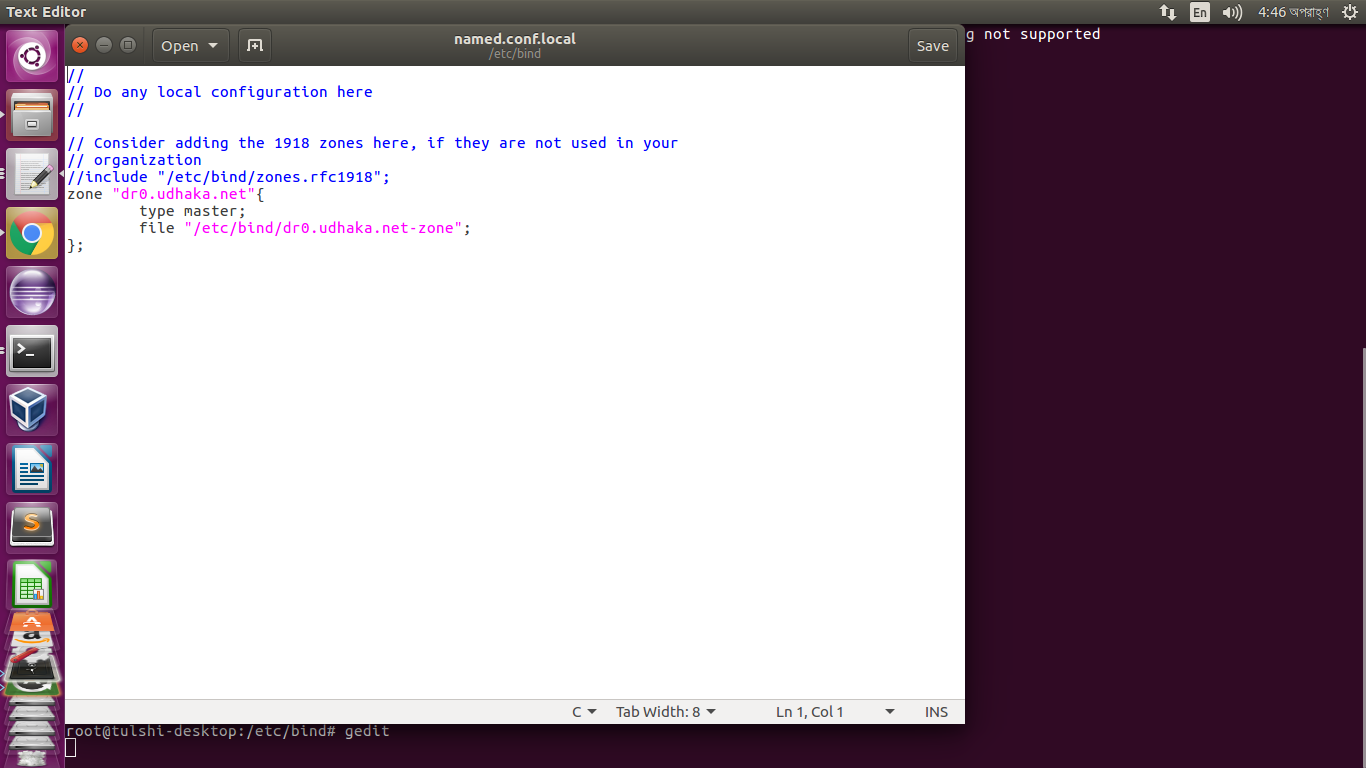 Text Editor
En
4:46 অপরাহ্ণ
Open
named.conf.local
/etc/bind
Save
g not supported
//
// Do any local configuration here
//
// Consider adding the 1918 zones here, if they are not used in your
// organization
//include "/etc/bind/zones.rfc1918";
zone "dr0.udhaka.net"{
        type master;
        file "/etc/bind/dr0.udhaka.net-zone";
};
C
Tab Width: 8
Ln 1, Col 1
INS
root@tulshi-desktop:/etc/bind# gedit